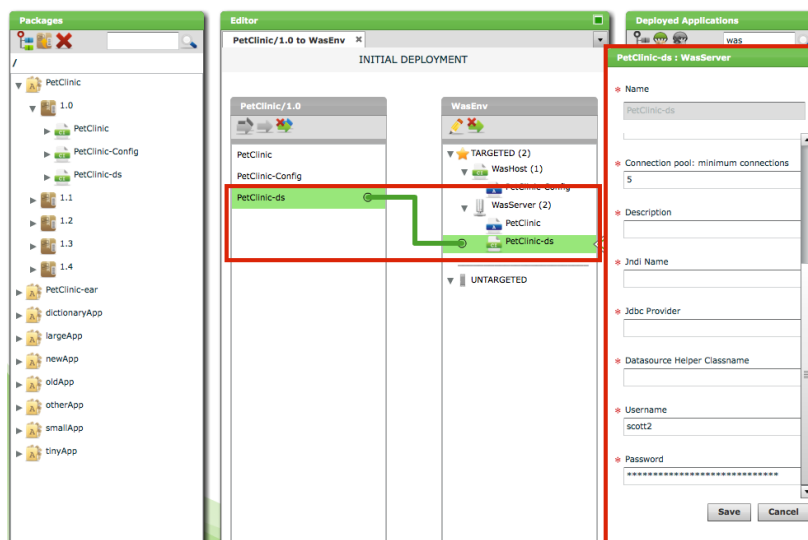 Packages
/
PetClinic
1.0
PetClinic
PetClinic-Config
PetClinic-ds
1.1
1.2
1.3
1.4
PetClinic-ear
dictionaryApp
largeApp
newApp
oldApp
otherApp
smallApp
tinyApp
Editor
PetClinic/1.0 to WasEnv ×
INITIAL DEPLOYMENT
PetClinic/1.0
PetClinic
PetClinic-Config
PetClinic-ds
WasEnv
TARGETED (2)
WasHost (1)
PetClinic-Config
WasServer (2)
PetClinic
PetClinic-ds
UNTARGETED
Deployed Applications
was
PetClinic-ds : WasServer
* Name
PetClinic-ds
* Connection pool: minimum connections
5
* Description
* Jndi Name
* Jdbc Provider
* Datasource Helper Classname
* Username
scott2
* Password
******************************
Save Cancel